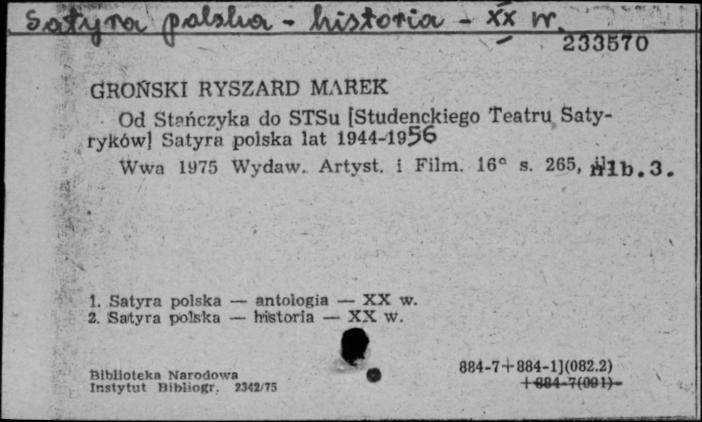 Satyra polska - historia - XX w.
233570
GROŃSKI RYSZARD MAREK
Od Stańczyka do STSu [Studenckiego Teatru Saty-
ryków] Satyra polska lat 1944-1956
Wwa 1975 Wydaw. Artyst. i Film. 16° s. 265, nlb.3.
1. Satyra polska — antologia — XX w.
2. Satyra polska — historia — XX w.
Biblioteka Narodowa
Instytut Bibliogr. 2342/75
884-7+884-1](082.2)
+884-7(091)-